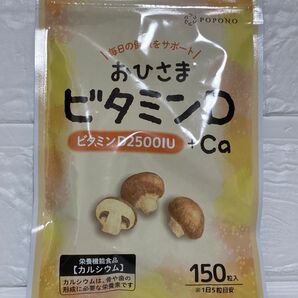 POPONO
毎日の健康をサポート
おひさま
ビタミンD
ビタミンD2500IU
+Ca
栄養機能食品
【カルシウム】
カルシウムは、骨や歯の
形成に必要な栄養素です
150粒入
※1日5粒目安